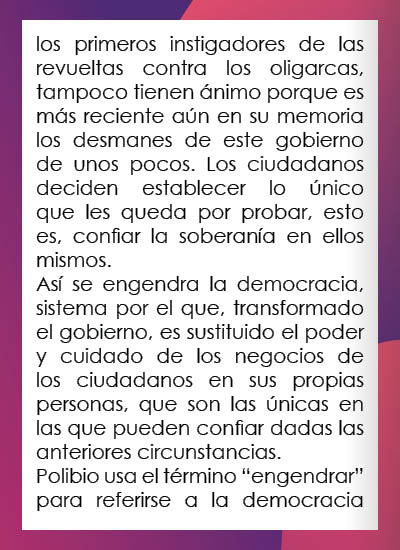 los primeros instigadores de las
revueltas contra los oligarcas,
tampoco tienen ánimo porque es
más reciente aún en su memoria
los desmanes de este gobierno
de unos pocos. Los ciudadanos
deciden establecer lo único
que les queda por probar, esto
es, confiar la soberanía en ellos
mismos.
Así se engendra la democracia,
sistema por el que, transformado
el gobierno, es sustituido el poder
y cuidado de los negocios de
los ciudadanos en sus propias
personas, que son las únicas en
las que pueden confiar dadas las
anteriores circunstancias.
Polibio usa el término “engendrar”
para referirse a la democracia